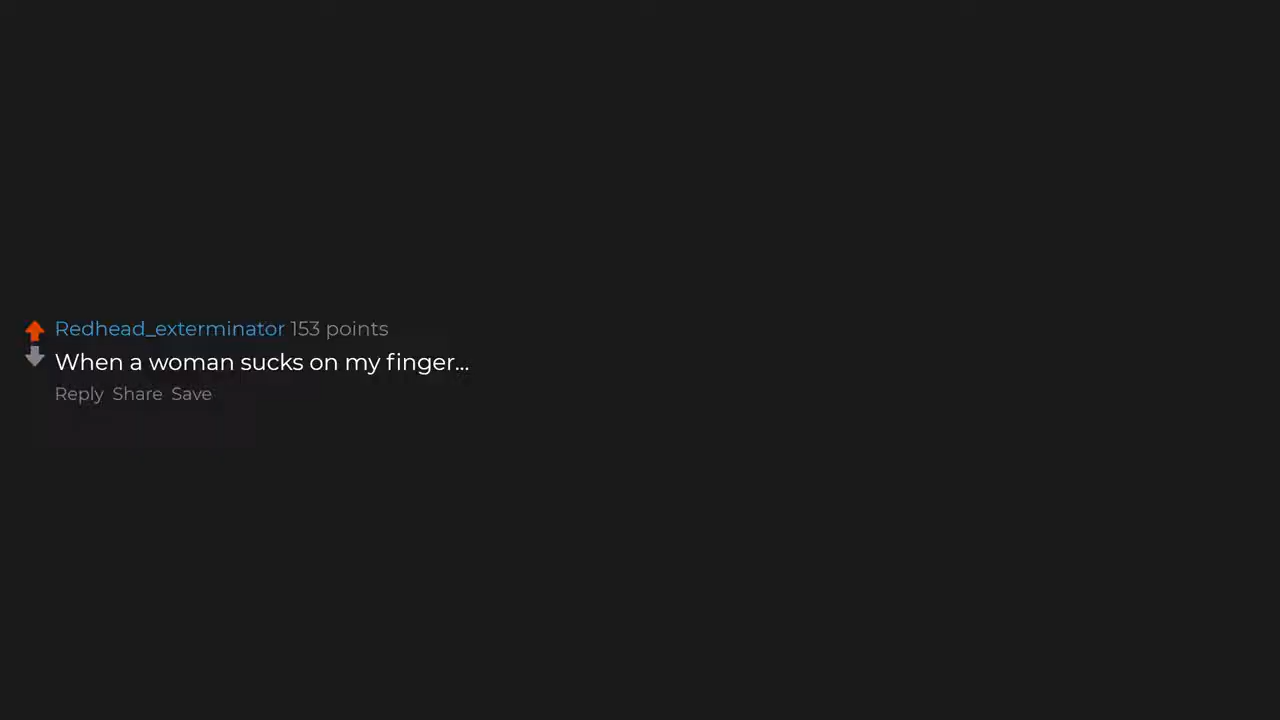 Redhead_exterminator 153 points
When a woman sucks on my finger...
Reply Share Save